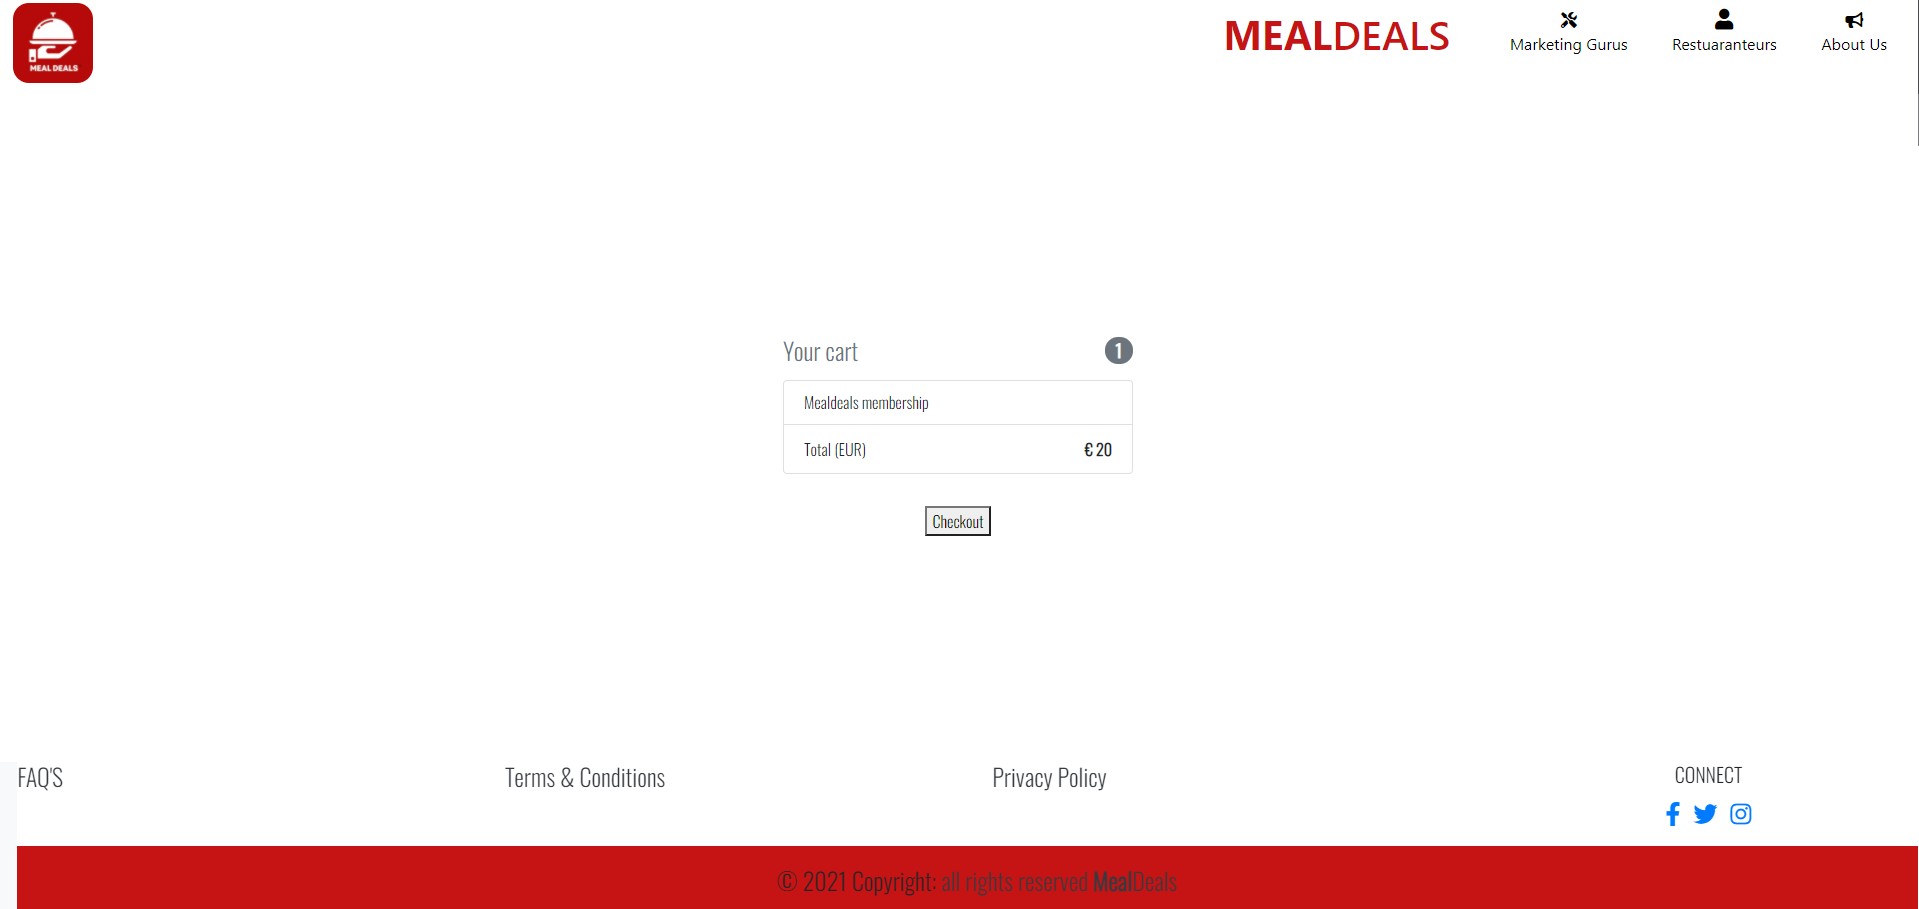 MEAL DEALS
MEALDEALS
Marketing Gurus
Restuaranteurs
About Us
Your cart
1
Mealdeals membership
Total (EUR)
€ 20
Checkout
FAQ'S
Terms & Conditions
Privacy Policy
CONNECT
© 2021 Copyright: all rights reserved MealDeals